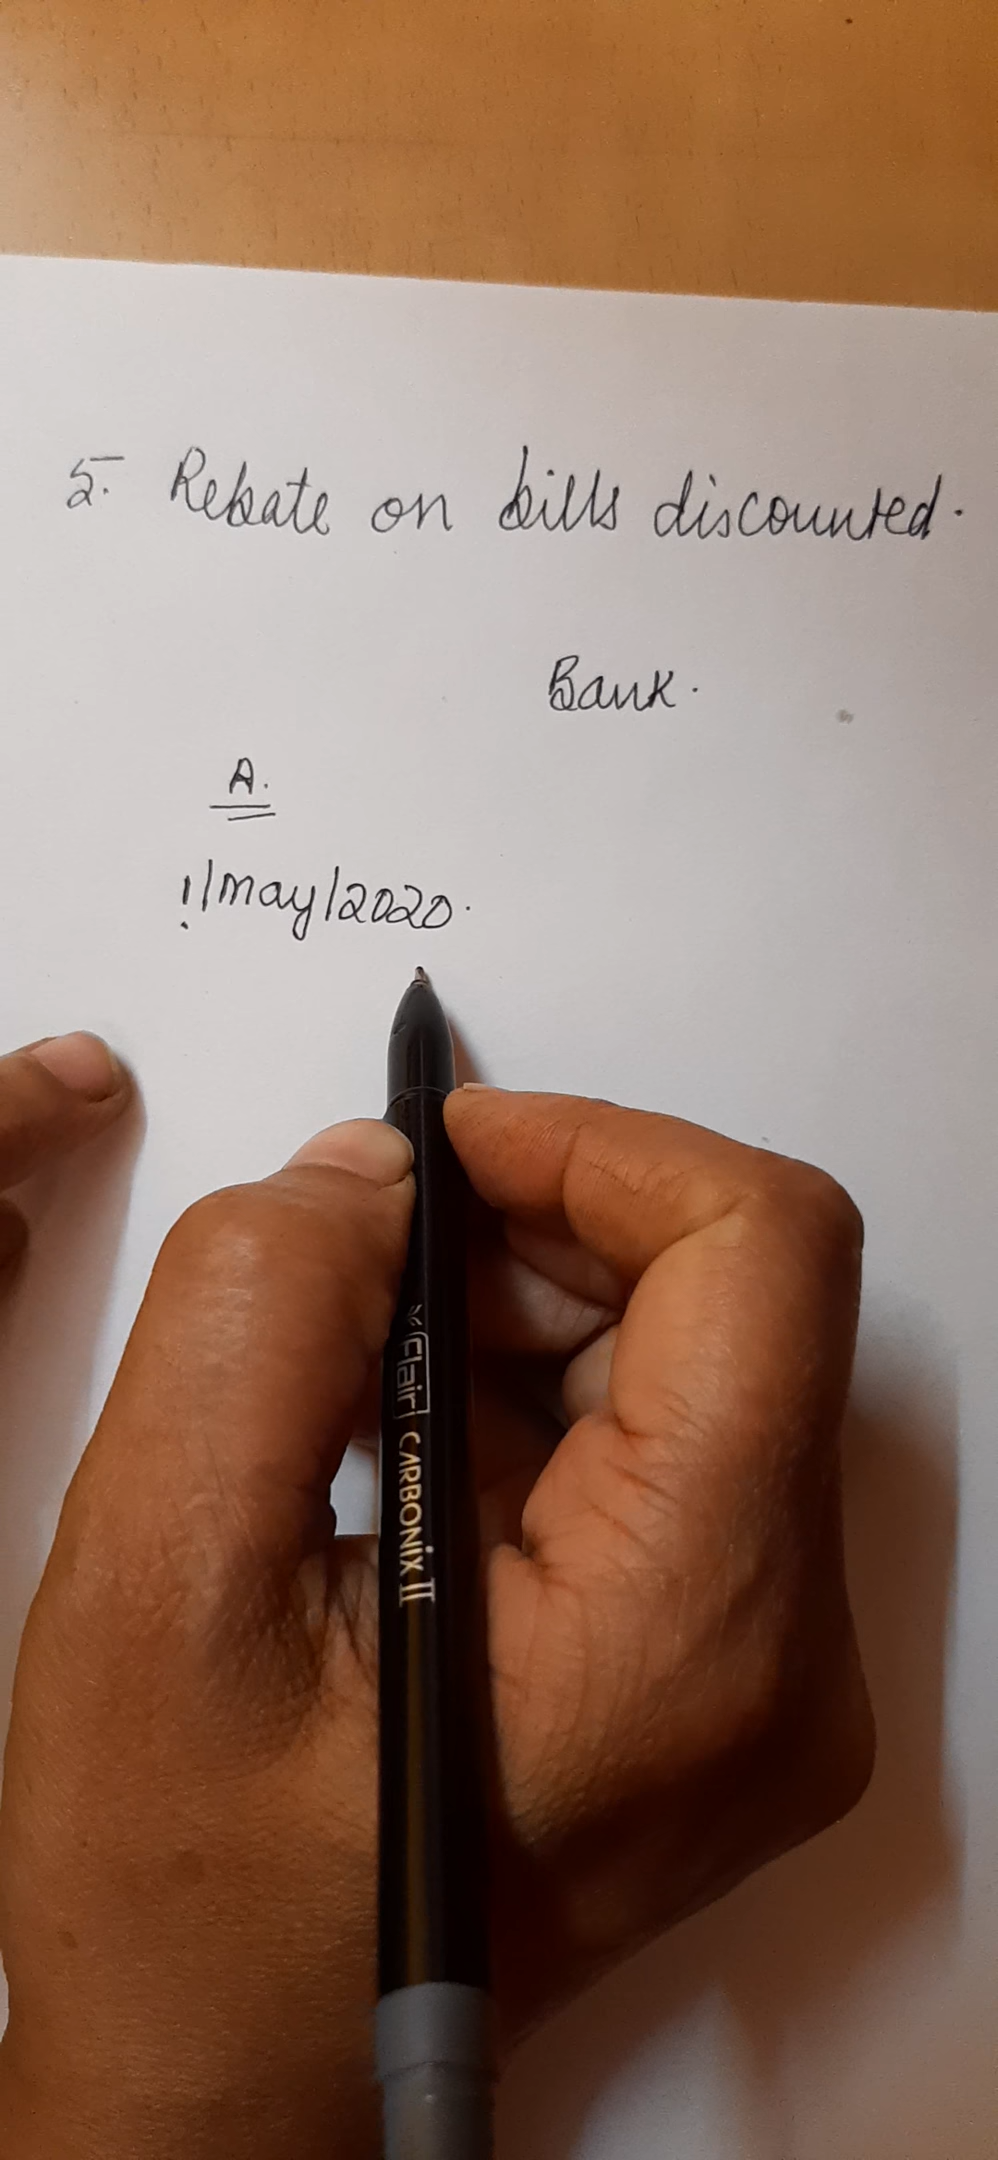 5. Rebate on bills discounted.
Bank.
A.
1/may/2020.
Flair CARBONIX II